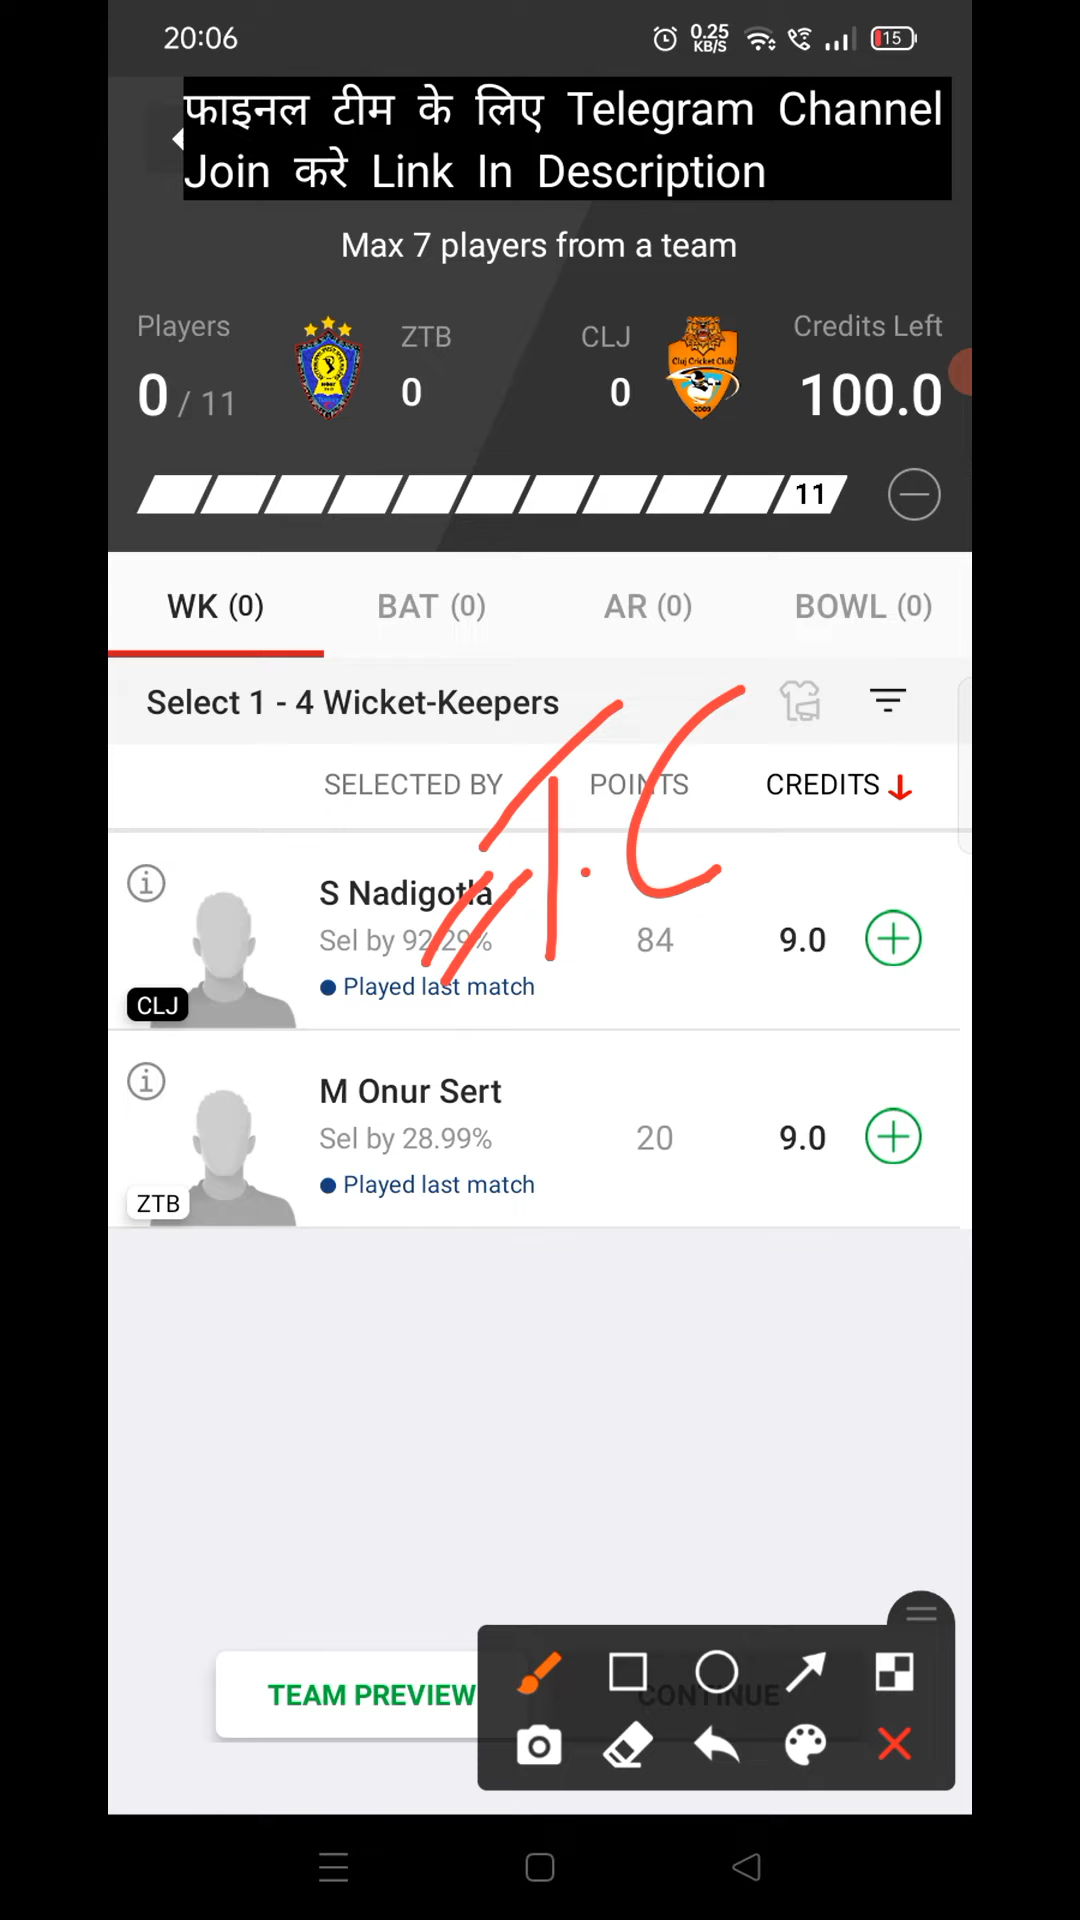 20:06
0.25 KB/S
15
फाइनल टीम के लिए Telegram Channel
Join करे Link In Description
Max 7 players from a team
Players ZTB CLJ Credits Left
0 / 11 0 0 100.0
Cluj Cricket Club
2003
11
WK (0) BAT (0) AR (0) BOWL (0)
Select 1 - 4 Wicket-Keepers
SELECTED BY POINTS CREDITS
T.C
S Nadigotla
Sel by 92.29% 84 9.0
Played last match
CLJ
M Onur Sert
Sel by 28.99% 20 9.0
Played last match
ZTB
TEAM PREVIEW CONTINUE